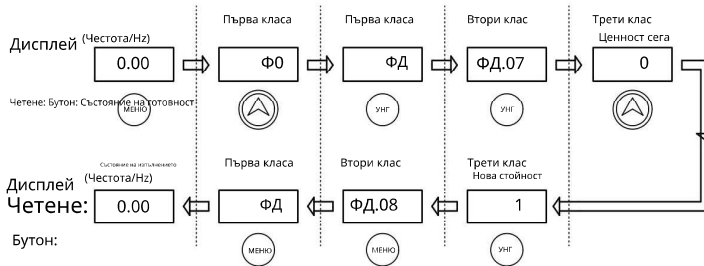 Първа класа Първа класа Втори клас Трети клас
Дисплей (Честота/Hz) Ценност сега
0.00 Ф0 ФД ФД.07 0
Четене: Бутон: Състояние на готовност
МЕНЮ УНГ УНГ
Състояние на изпълнението Първа класа Втори клас Трети клас
Дисплей (Честота/Hz) Нова стойност
Четене: 0.00 ФД ФД.08 1
Бутон: МЕНЮ МЕНЮ УНГ